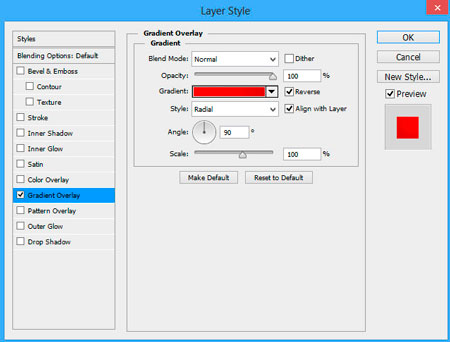 Layer Style
Styles
Blending Options: Default
Bevel & Emboss
Contour
Texture
Stroke
Inner Shadow
Inner Glow
Satin
Color Overlay
Gradient Overlay
Pattern Overlay
Outer Glow
Drop Shadow
Gradient Overlay
Gradient
Blend Mode: Normal Dither
Opacity: 100 %
Gradient: Reverse
Style: Radial Align with Layer
Angle: 90 °
Scale: 100 %
Make Default Reset to Default
OK
Cancel
New Style...
Preview